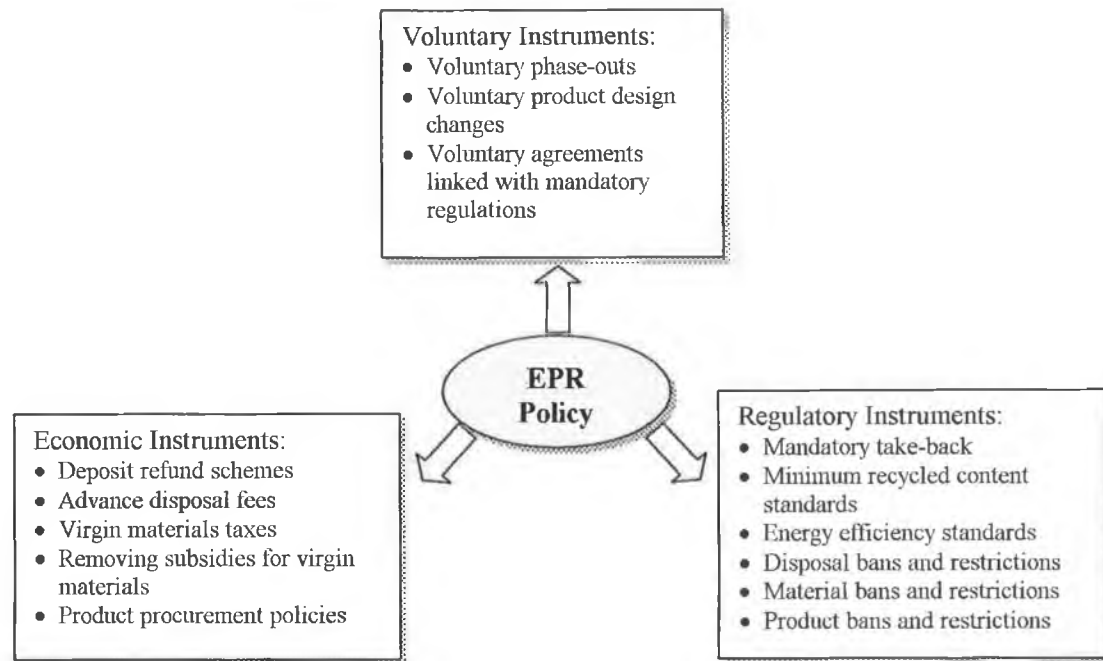 Voluntary Instruments:
• Voluntary phase-outs
• Voluntary product design
changes
• Voluntary agreements
linked with mandatory
regulations
EPR
Policy
Economic Instruments:
• Deposit refund schemes
• Advance disposal fees
• Virgin materials taxes
• Removing subsidies for virgin
materials
• Product procurement policies
Regulatory Instruments:
• Mandatory take-back
• Minimum recycled content
standards
• Energy efficiency standards
• Disposal bans and restrictions
• Material bans and restrictions
• Product bans and restrictions